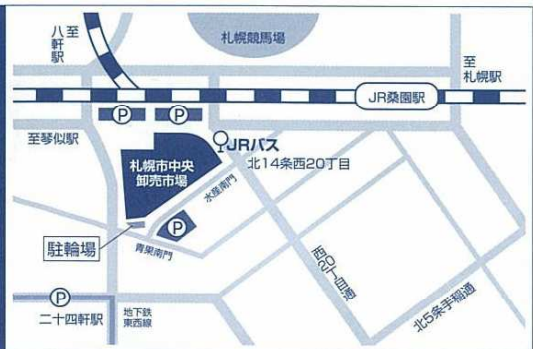 至
八軒駅
札幌競馬場
至
札幌駅
JR桑園駅
P
P
至琴似駅
JRバス
北14条西20丁目
札幌市中央
卸売市場
水産南門
P
駐輪場
青果南門
西20丁目通
P
二十四軒駅
地下鉄
東西線
北5条手稲通